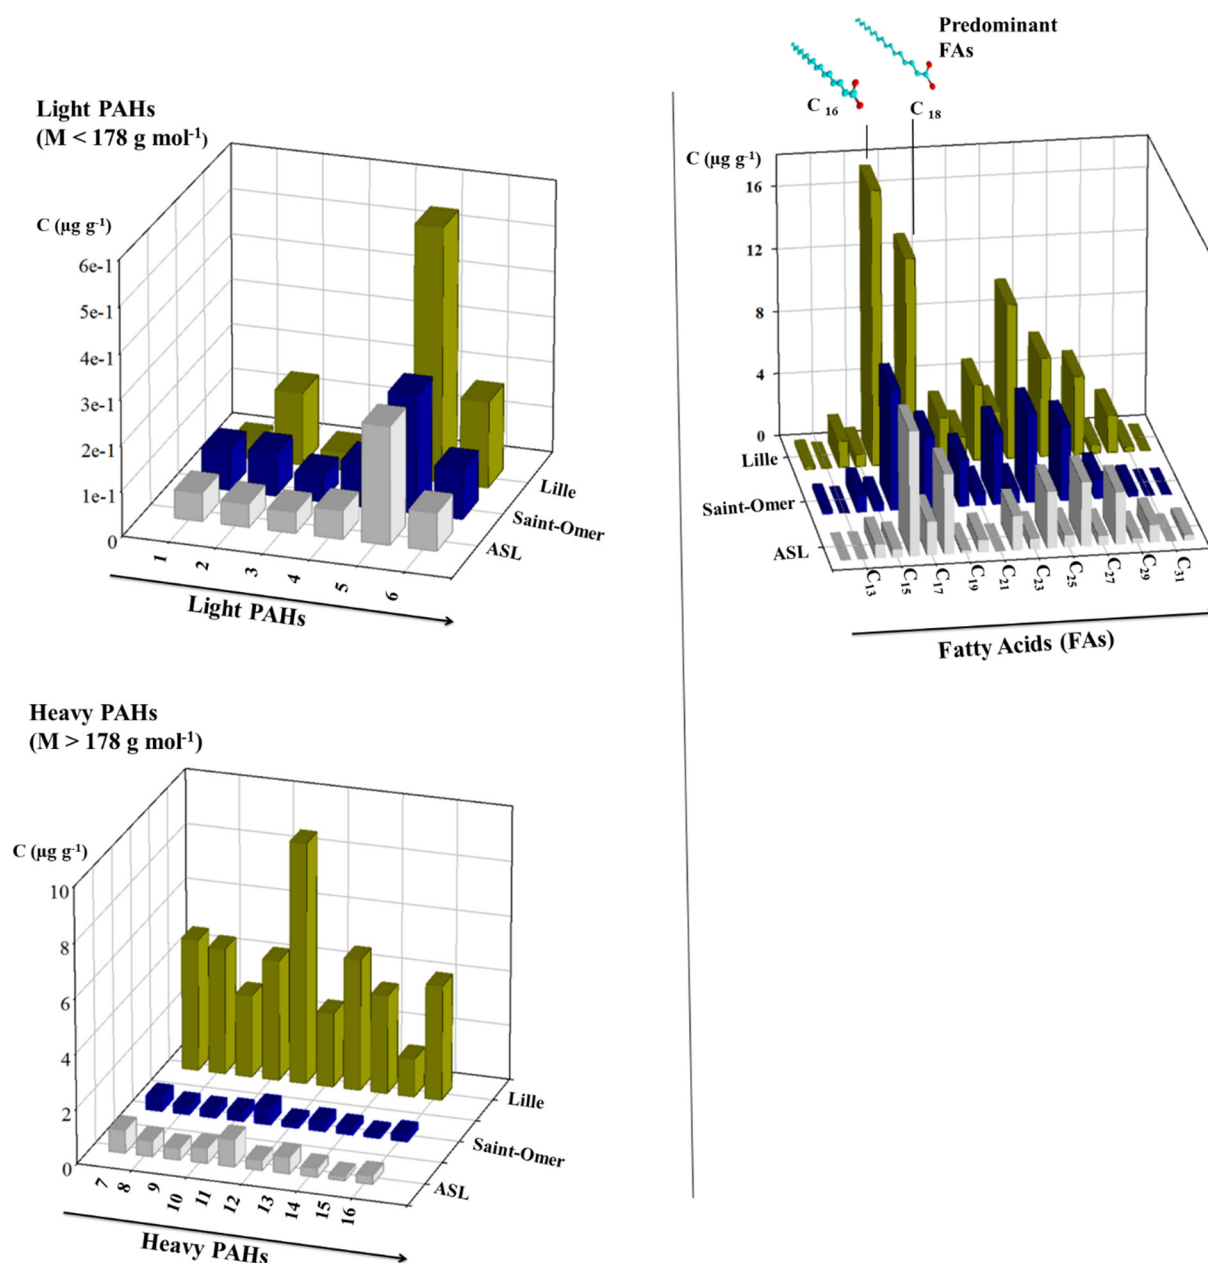 Light PAHs
(M < 178 g mol⁻¹)
C (µg g⁻¹)
6e-1
5e-1
4e-1
3e-1
2e-1
1e-1
0
1
2
3
4
5
6
Lille
Saint-Omer
ASL
Light PAHs
Predominant
FAs
C ₁₆
C ₁₈
C (µg g⁻¹)
16
12
8
4
0
Lille
Saint-Omer
ASL
C₁₃
C₁₅
C₁₇
C₁₉
C₂₁
C₂₃
C₂₅
C₂₇
C₂₉
C₃₁
Fatty Acids (FAs)
Heavy PAHs
(M > 178 g mol⁻¹)
C (µg g⁻¹)
10
8
6
4
2
0
7
8
9
10
11
12
13
14
15
16
Lille
Saint-Omer
ASL
Heavy PAHs